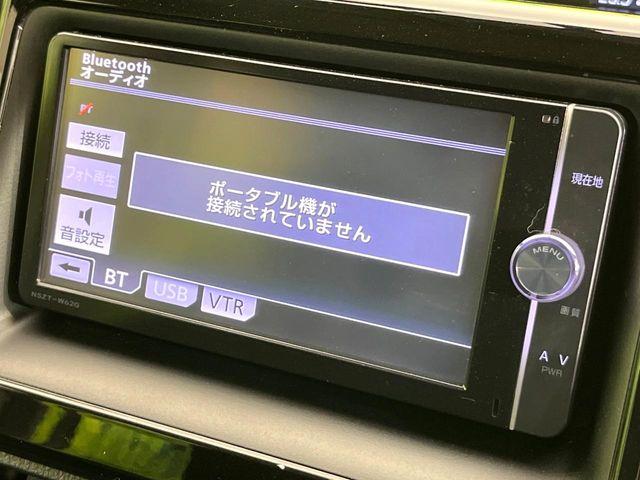 Bluetooth
オーディオ
接続
フォト再生
音設定
ポータブル機が
接続されていません
BT
USB
VTR
NSZT-W62G
現在地
MENU
画質
AV
PWR